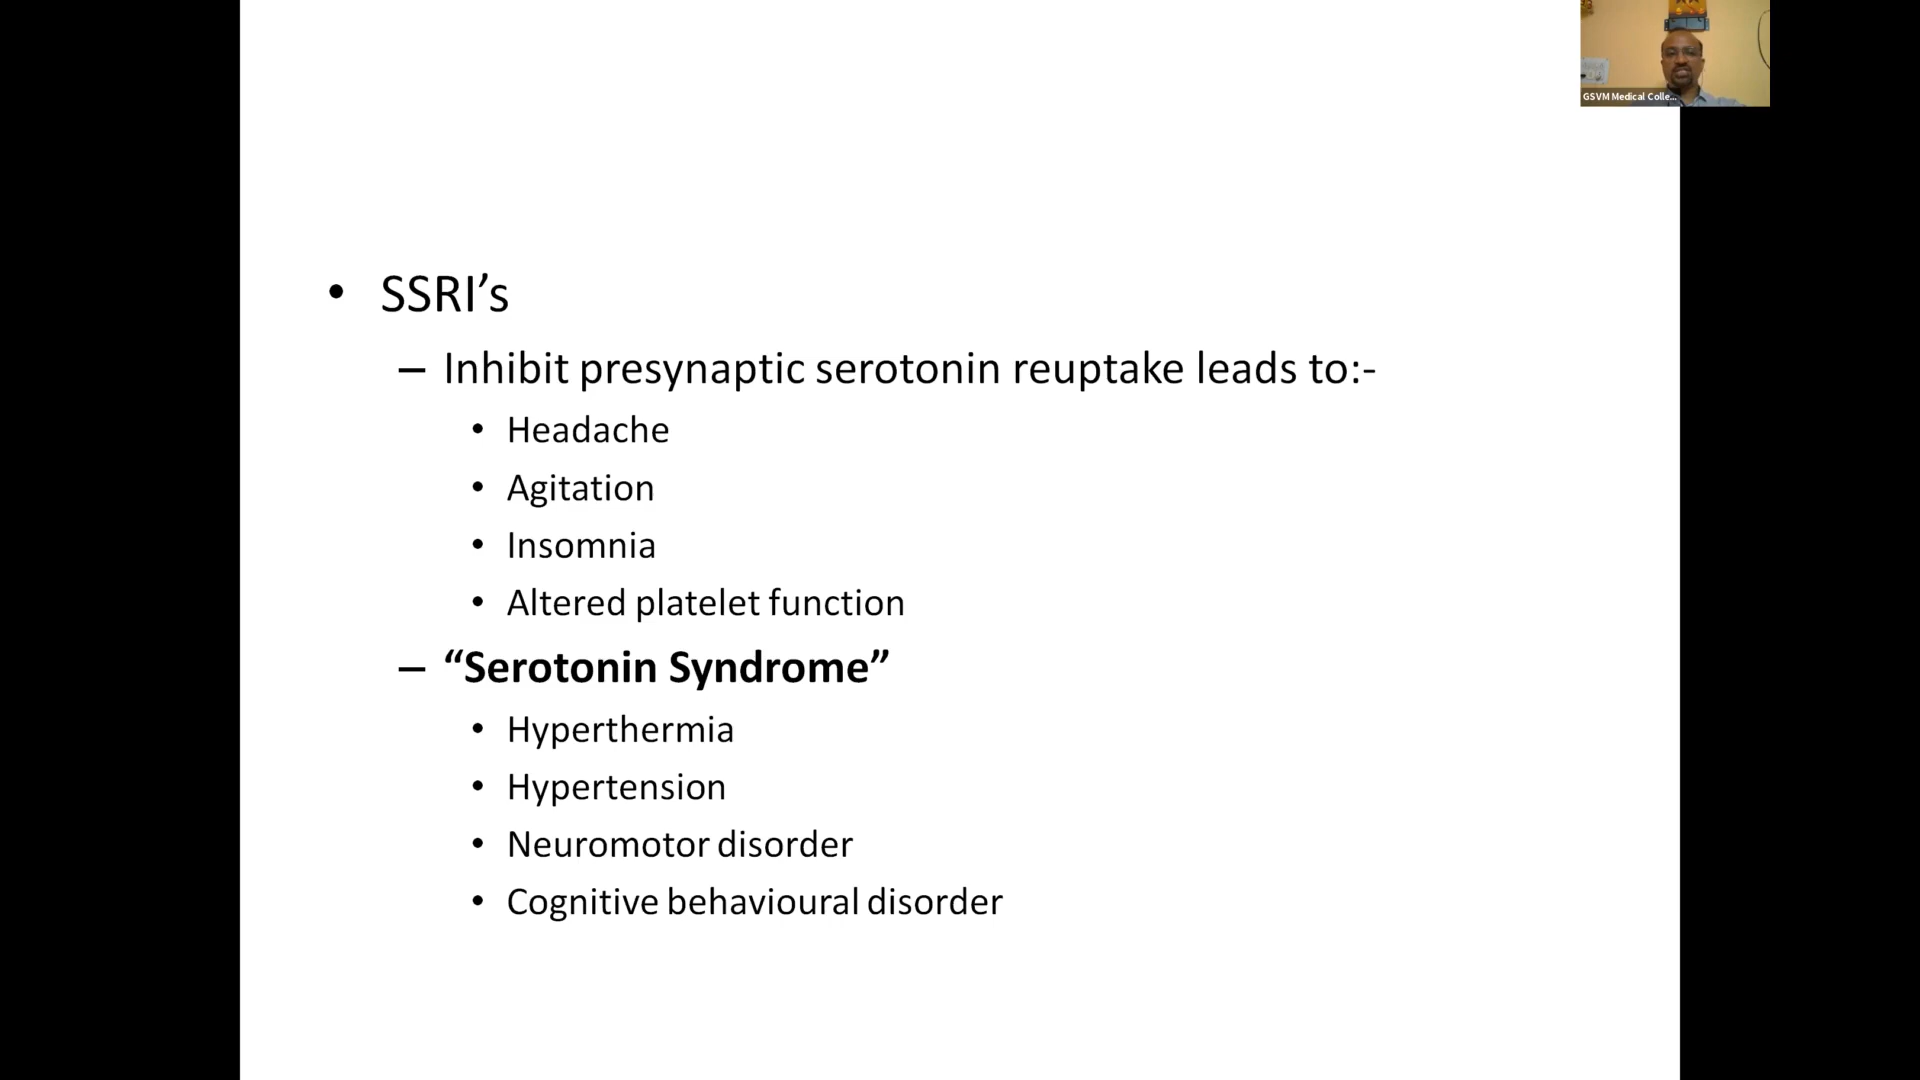 GSVM Medical Colle...
• SSRI’s
– Inhibit presynaptic serotonin reuptake leads to:-
• Headache
• Agitation
• Insomnia
• Altered platelet function
– “Serotonin Syndrome”
• Hyperthermia
• Hypertension
• Neuromotor disorder
• Cognitive behavioural disorder